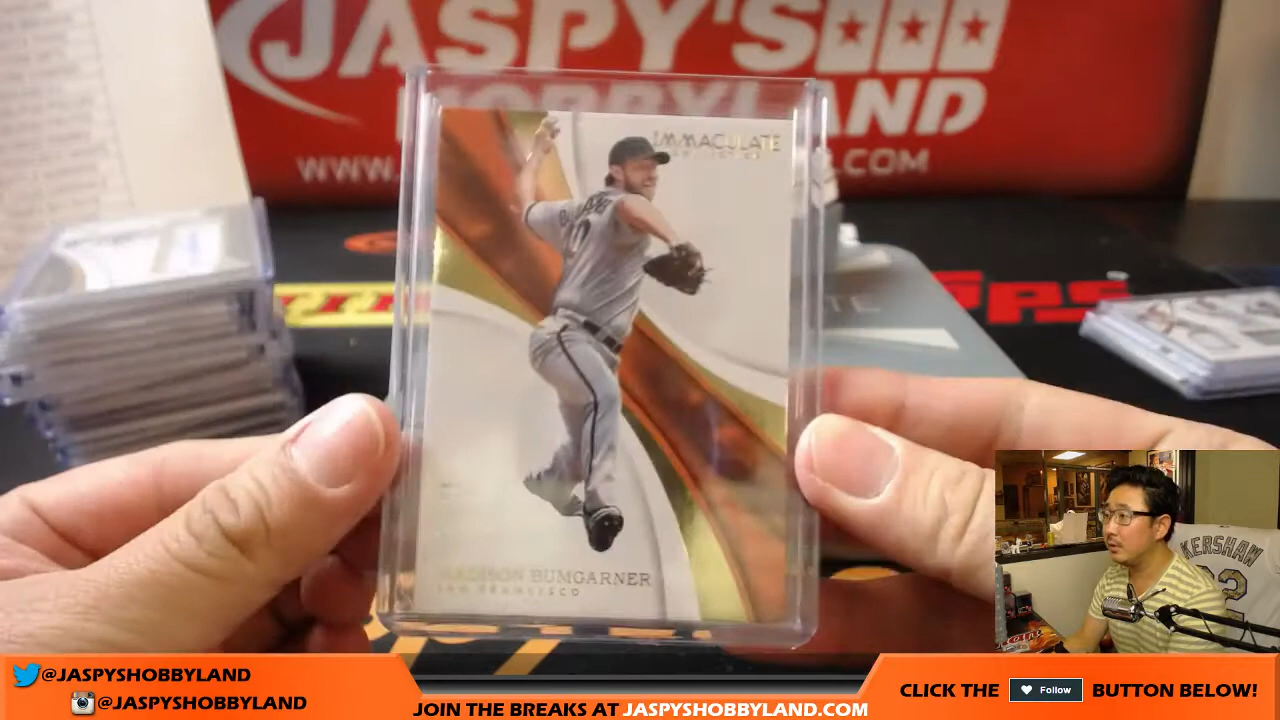 JASPY'S
HOBBYLAND
WWW.
.COM
IMMACULATE
MADISON BUMGARNER
SAN FRANCISCO
KERSHAW
22
@JASPYSHOBBYLAND
@JASPYSHOBBYLAND
JOIN THE BREAKS AT JASPYSHOBBYLAND.COM
CLICK THE Follow BUTTON BELOW!